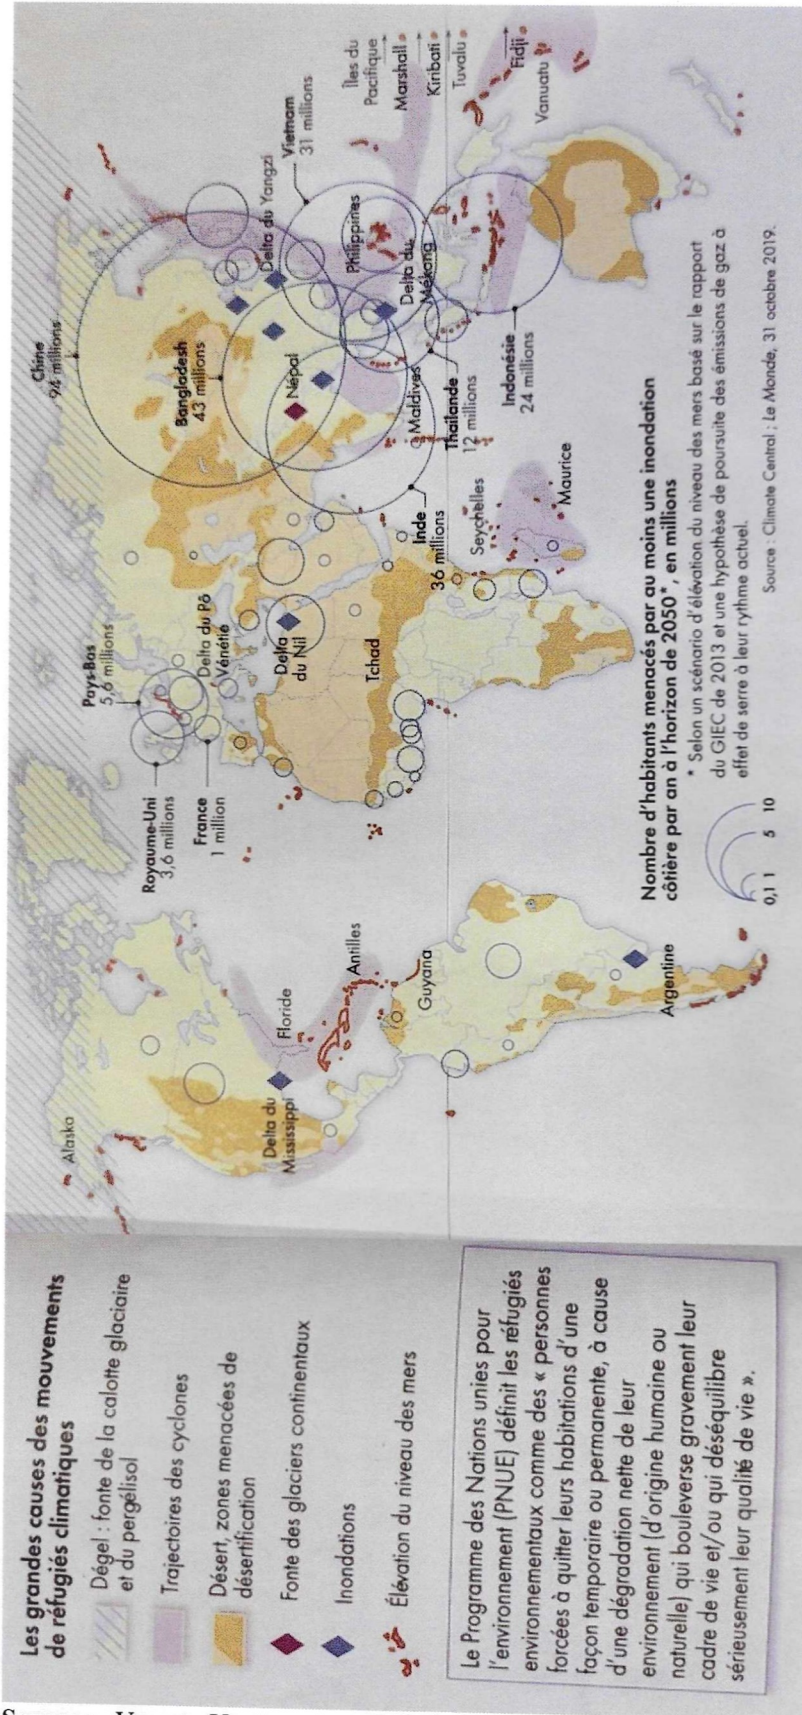 Les grandes causes des mouvements
de réfugiés climatiques
Dégel : fonte de la calotte glaciaire
et du pergélisol
Trajectoires des cyclones
Désert, zones menacées de
désertification
Fonte des glaciers continentaux
Inondations
Élévation du niveau des mers
Le Programme des Nations unies pour
l'environnement (PNUE) définit les réfugiés
environnementaux comme des « personnes
forcées à quitter leurs habitations d'une
façon temporaire ou permanente, à cause
d'une dégradation nette de leur
environnement (d'origine humaine ou
naturelle) qui bouleverse gravement leur
cadre de vie et/ou qui déséquilibre
sérieusement leur qualité de vie ».
Alaska
Delta du
Mississippi
Floride
Antilles
Guyana
Argentine
Royaume-Uni
3,6 millions
France
1 million
Pays-Bas
5,6 millions
Delta du Pô
Vénétie
Delta
du Nil
Tchad
Chine
94 millions
Bangladesh
43 millions
Népal
Inde
36 millions
Maldives
Seychelles
Maurice
Thaïlande
12 millions
Indonésie
24 millions
Delta du Yangzi
Vietnam
31 millions
Philippines
Delta du
Mékong
Îles du
Pacifique
Marshall
Kiribati
Tuvalu
Fidji
Vanuatu
Nombre d'habitants menacés par au moins une inondation
côtière par an à l'horizon de 2050*, en millions
* Selon un scénario d'élévation du niveau des mers basé sur le rapport
du GIEC de 2013 et une hypothèse de poursuite des émissions de gaz à
effet de serre à leur rythme actuel.
0,1 1 5 10
Source : Climate Central ; Le Monde, 31 octobre 2019.